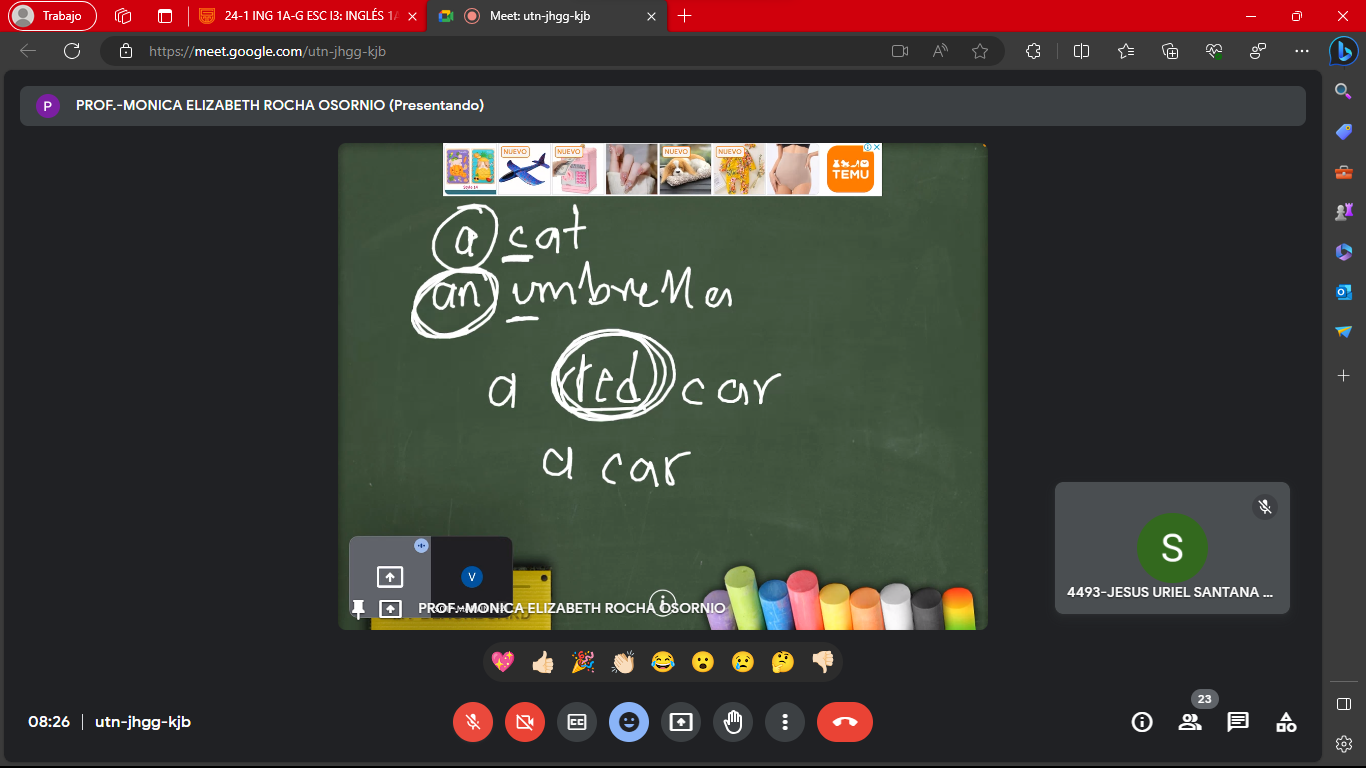 Trabajo
24-1 ING 1A-G ESC I3: INGLÉS 1A
Meet: utn-jhgg-kjb
https://meet.google.com/utn-jhgg-kjb
P PROF.-MONICA ELIZABETH ROCHA OSORNIO (Presentando)
NUEVO NUEVO NUEVO NUEVO
TEMU
a cat
an umbrella
a red car
a car
V
PROF.-MONICA ELIZABETH ROCHA OSORNIO
S
4493-JESUS URIEL SANTANA ...
23
08:26 utn-jhgg-kjb